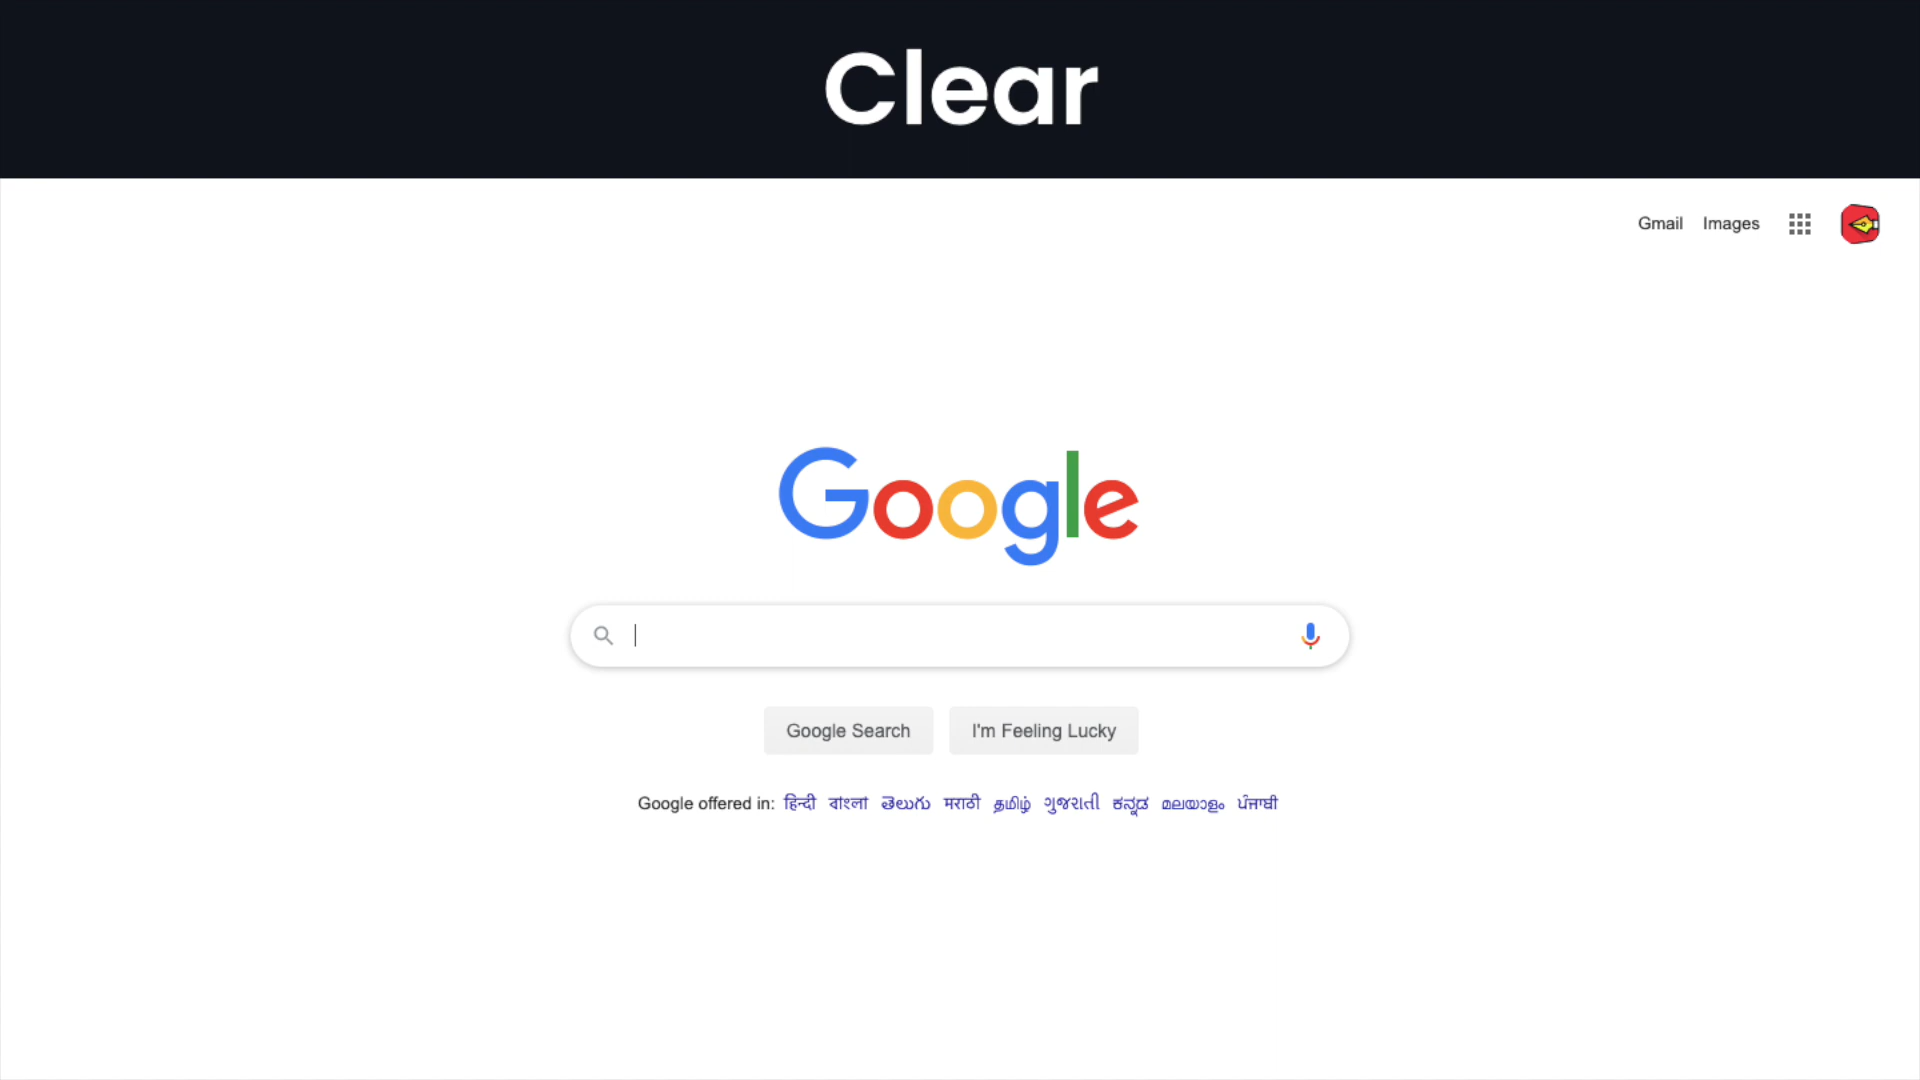 Clear
Gmail Images
Google
Google Search I'm Feeling Lucky
Google offered in: हिन्दी বাংলা తెలుగు मराठी தமிழ் ગુજરાતી ಕನ್ನಡ മലയാളം ਪੰਜਾਬੀ